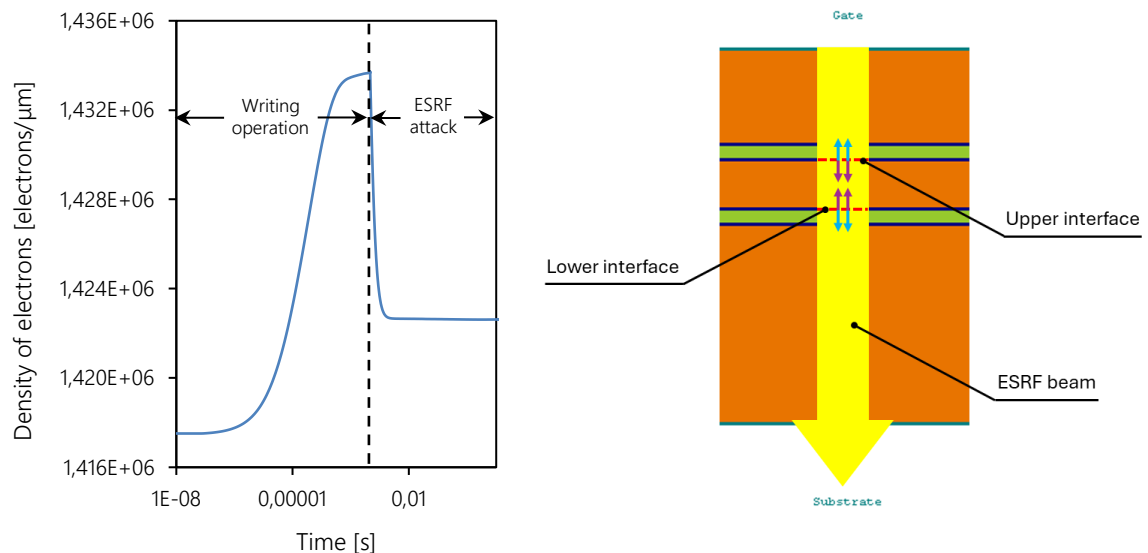 1,436E+06
1,432E+06
1,428E+06
1,424E+06
1,420E+06
1,416E+06
Density of electrons [electrons/µm]
Writing
operation
ESRF
attack
1E-08
0,00001
0,01
Time [s]
Gate
Upper interface
Lower interface
ESRF beam
Substrate